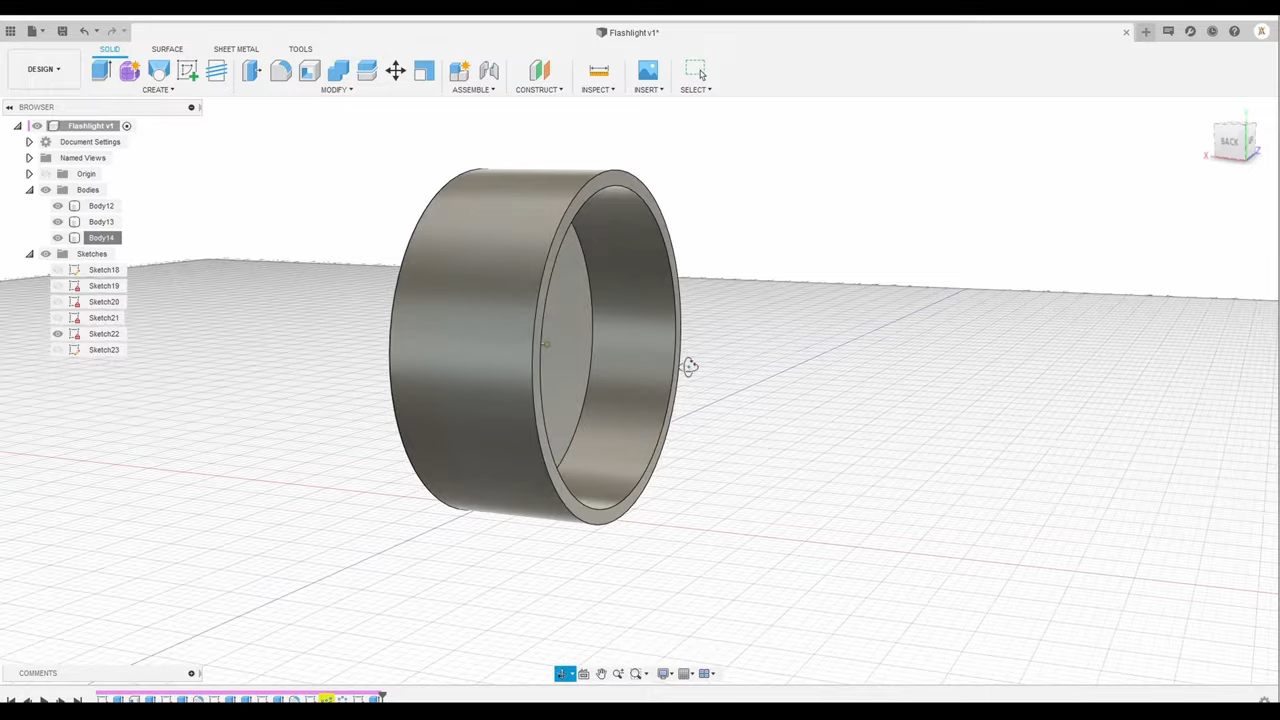 Flashlight v1*
SOLID SURFACE SHEET METAL TOOLS
DESIGN
CREATE MODIFY ASSEMBLE CONSTRUCT INSPECT INSERT SELECT
BROWSER
Flashlight v1
Document Settings
Named Views
Origin
Bodies
Body12
Body13
Body14
Sketches
Sketch18
Sketch19
Sketch20
Sketch21
Sketch22
Sketch23
BACK
X
Z
COMMENTS